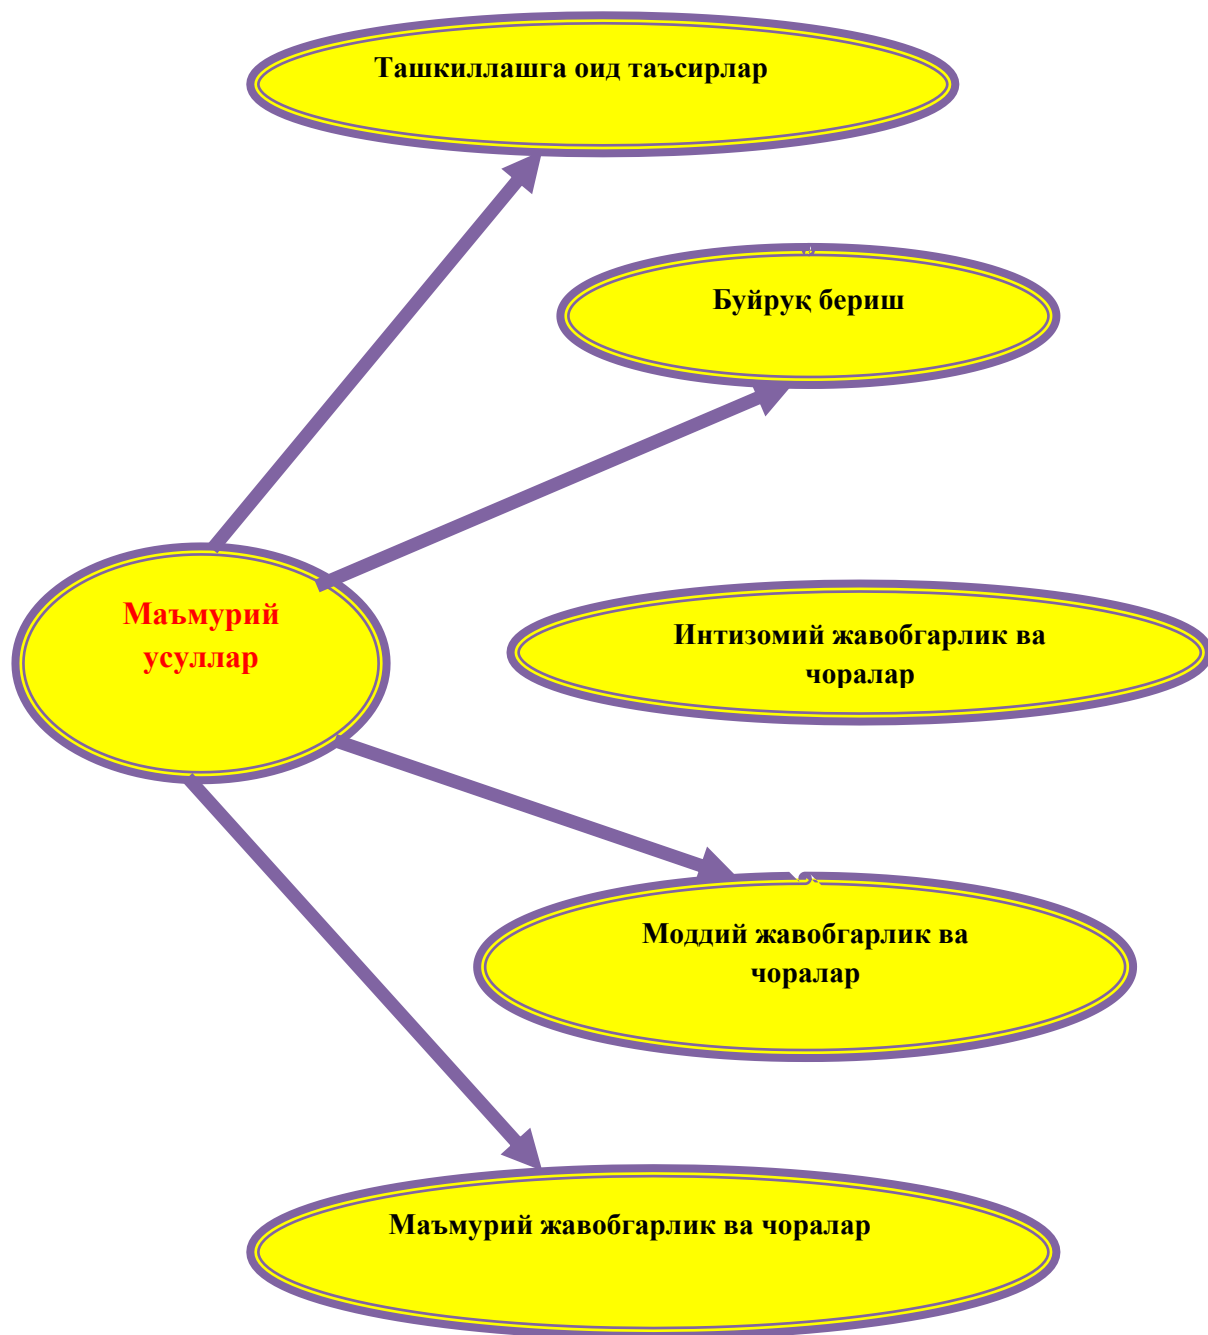 Ташкиллашга оид таъсирлар
Буйруқ бериш
Маъмурий
усуллар
Интизомий жавобгарлик ва
чоралар
Моддий жавобгарлик ва
чоралар
Маъмурий жавобгарлик ва чоралар